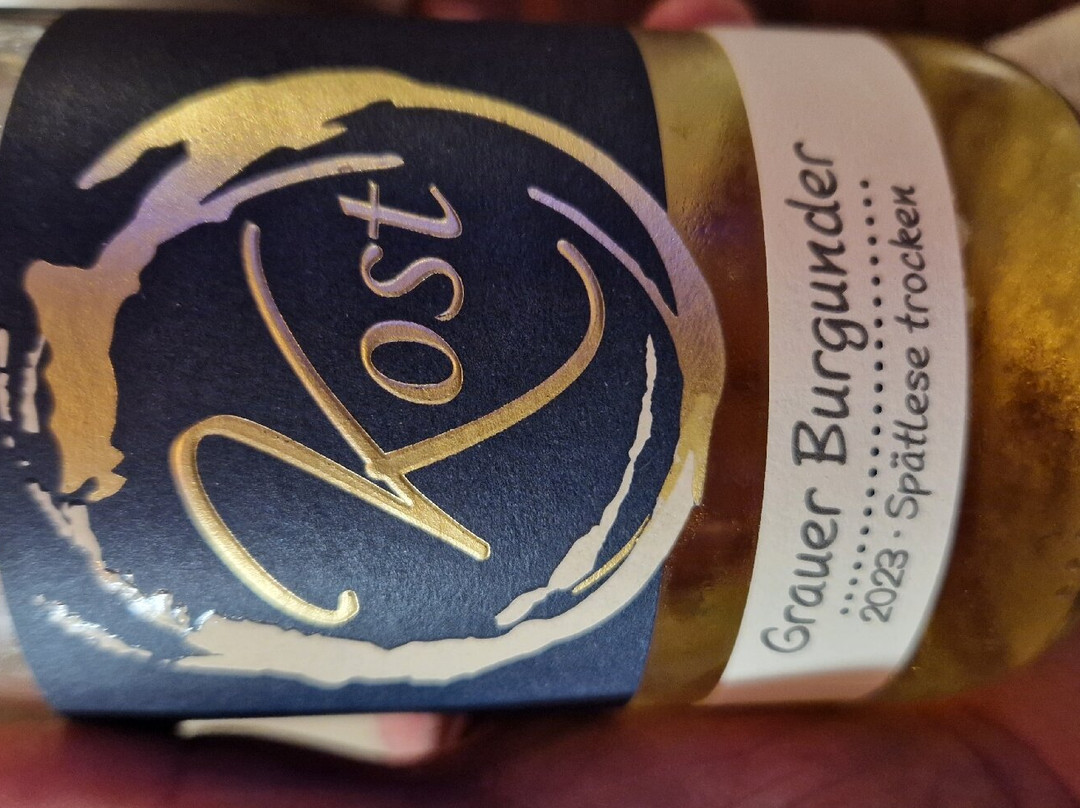 Kost
Grauer Burgunder
2023 · Spätlese trocken